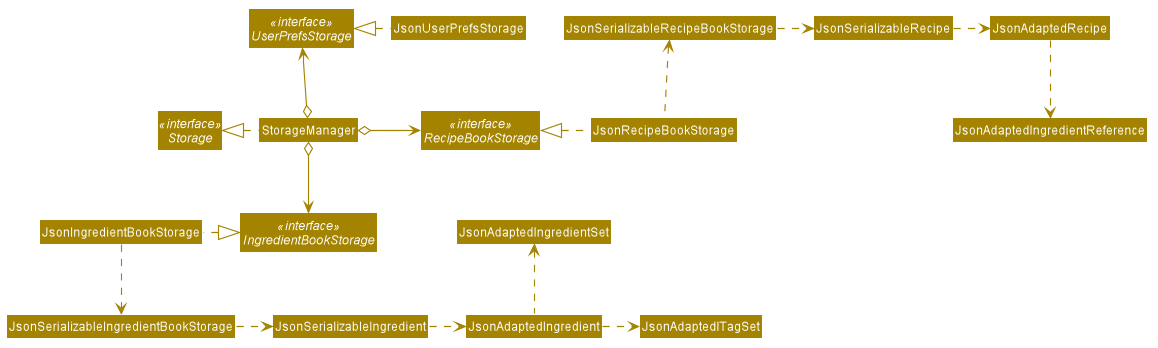 «interface»
UserPrefsStorage
JsonUserPrefsStorage
JsonSerializableRecipeBookStorage
JsonSerializableRecipe
JsonAdaptedRecipe
«interface»
Storage
StorageManager
«interface»
RecipeBookStorage
JsonRecipeBookStorage
JsonAdaptedIngredientReference
JsonIngredientBookStorage
«interface»
IngredientBookStorage
JsonAdaptedIngredientSet
JsonSerializableIngredientBookStorage
JsonSerializableIngredient
JsonAdaptedIngredient
JsonAdaptedITagSet